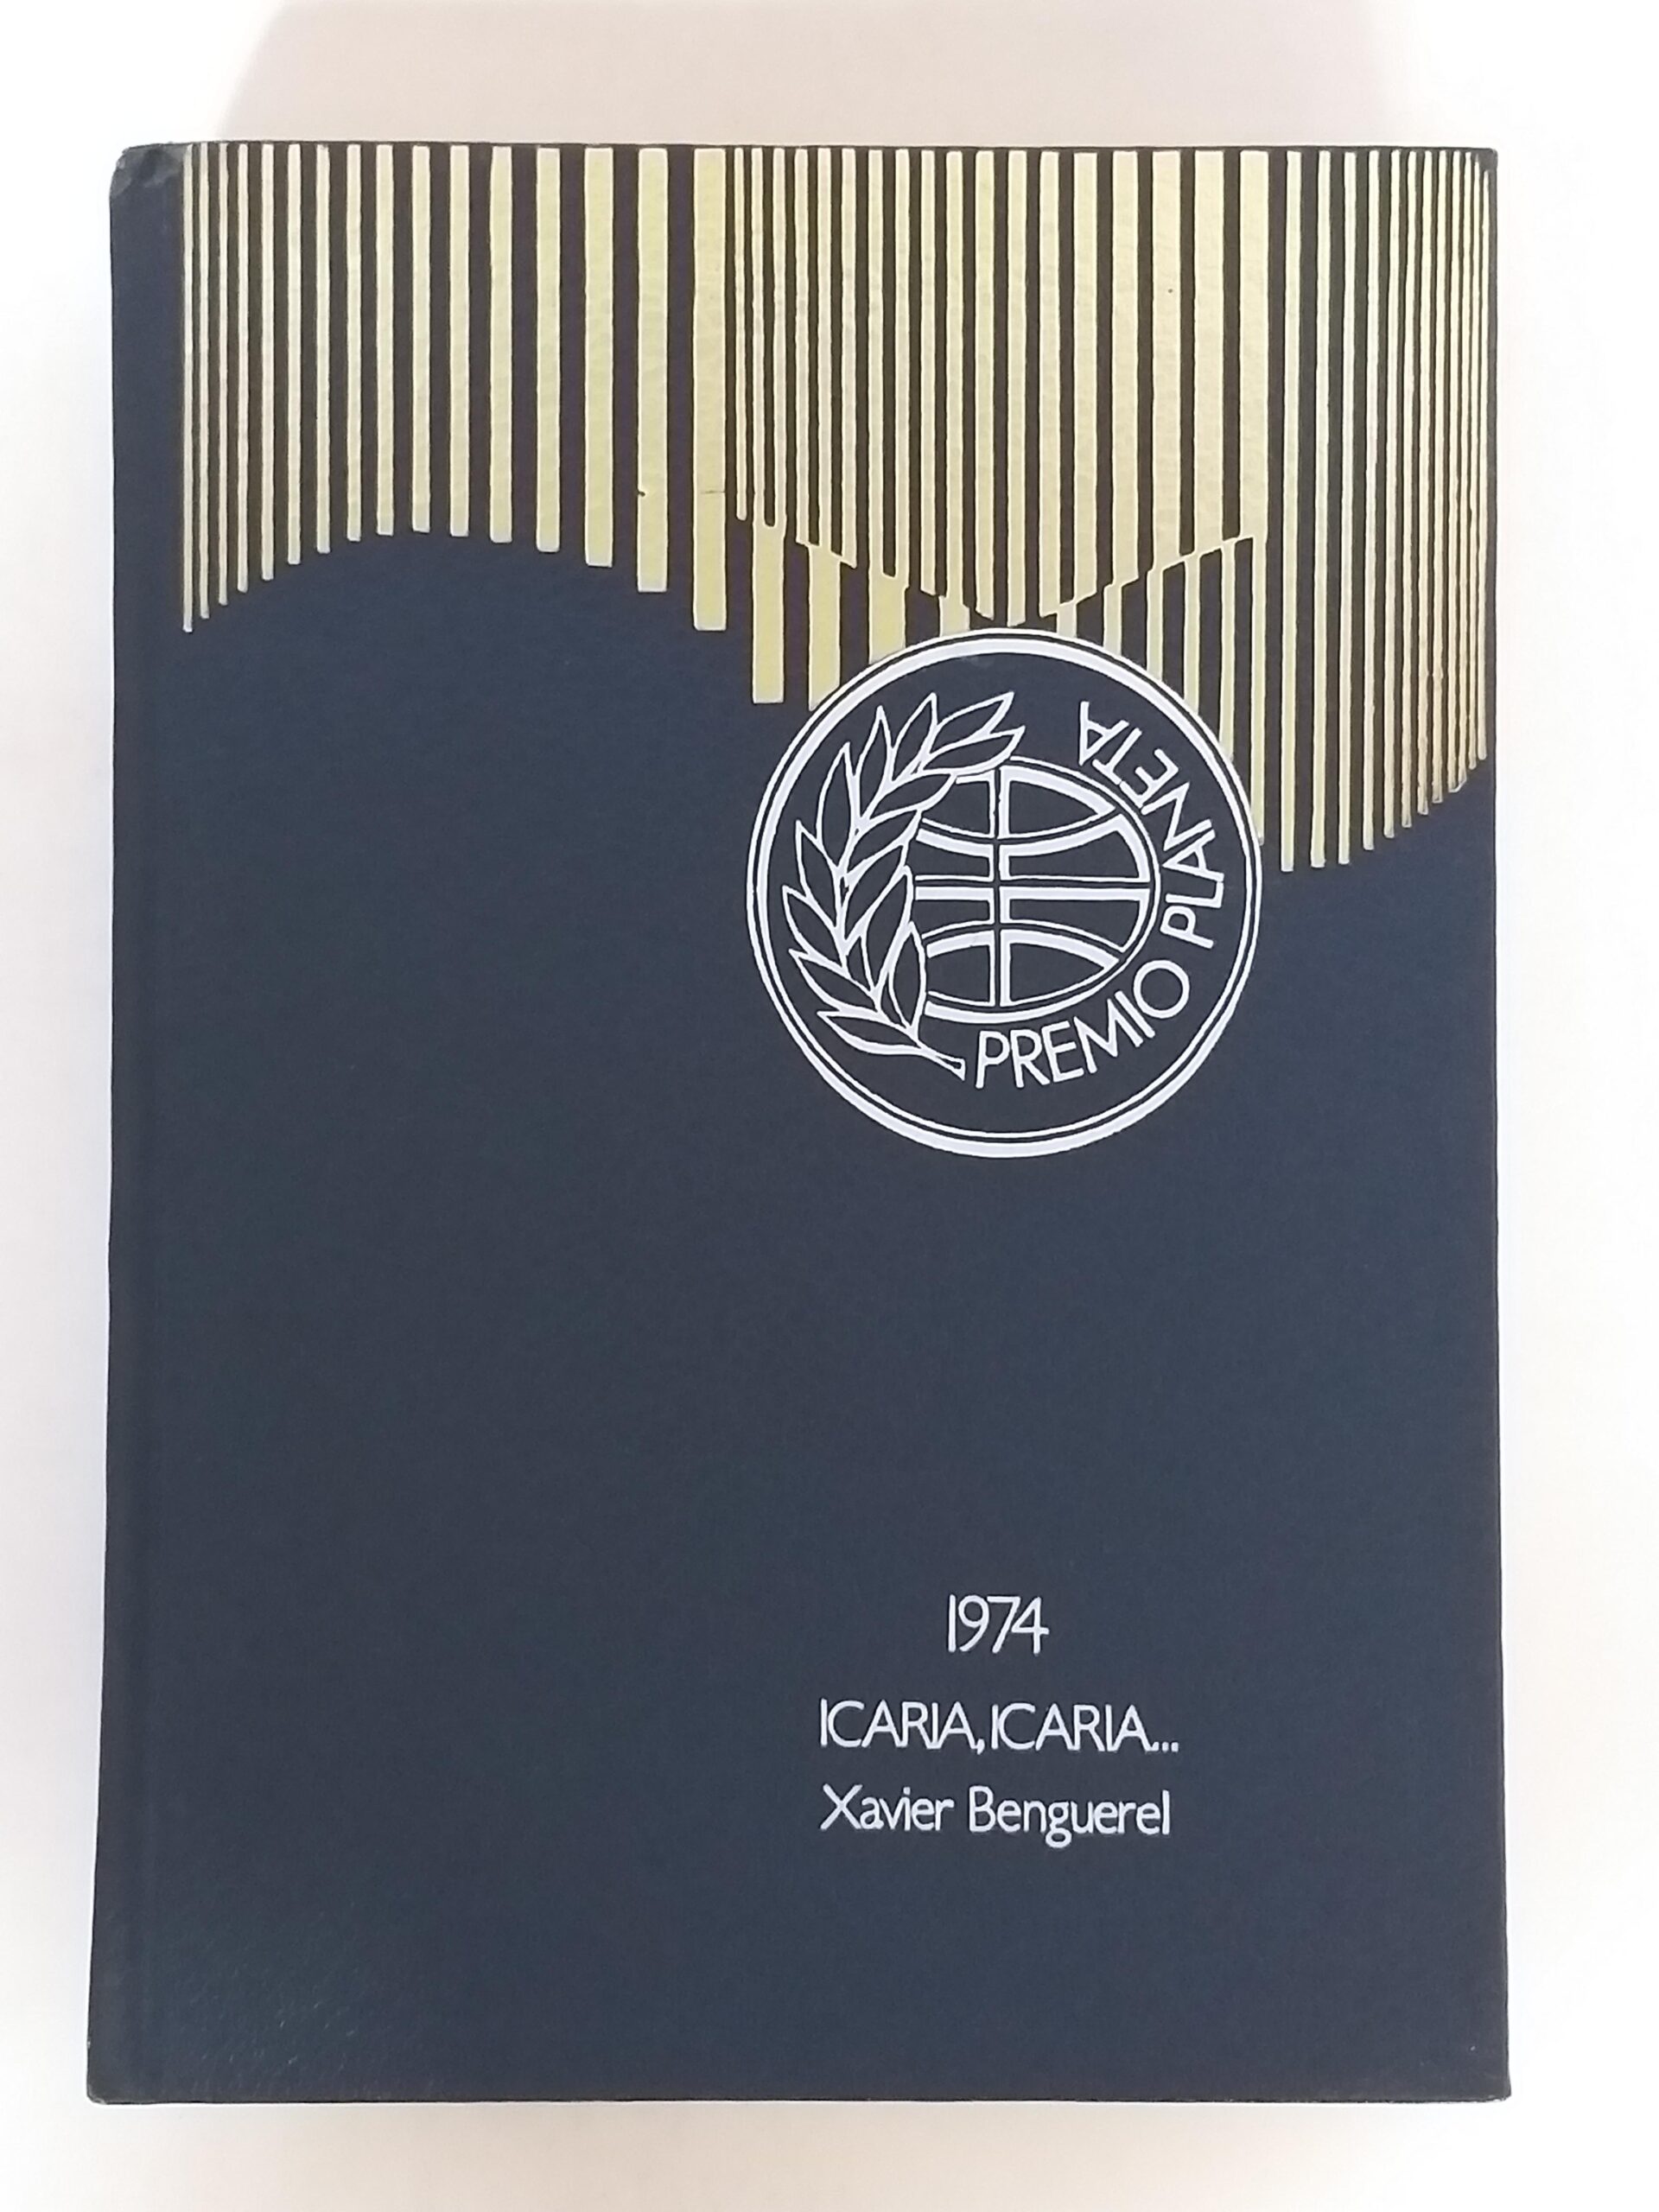 PREMIO PLANETA
1974
ICARIA, ICARIA...
Xavier Benguerel